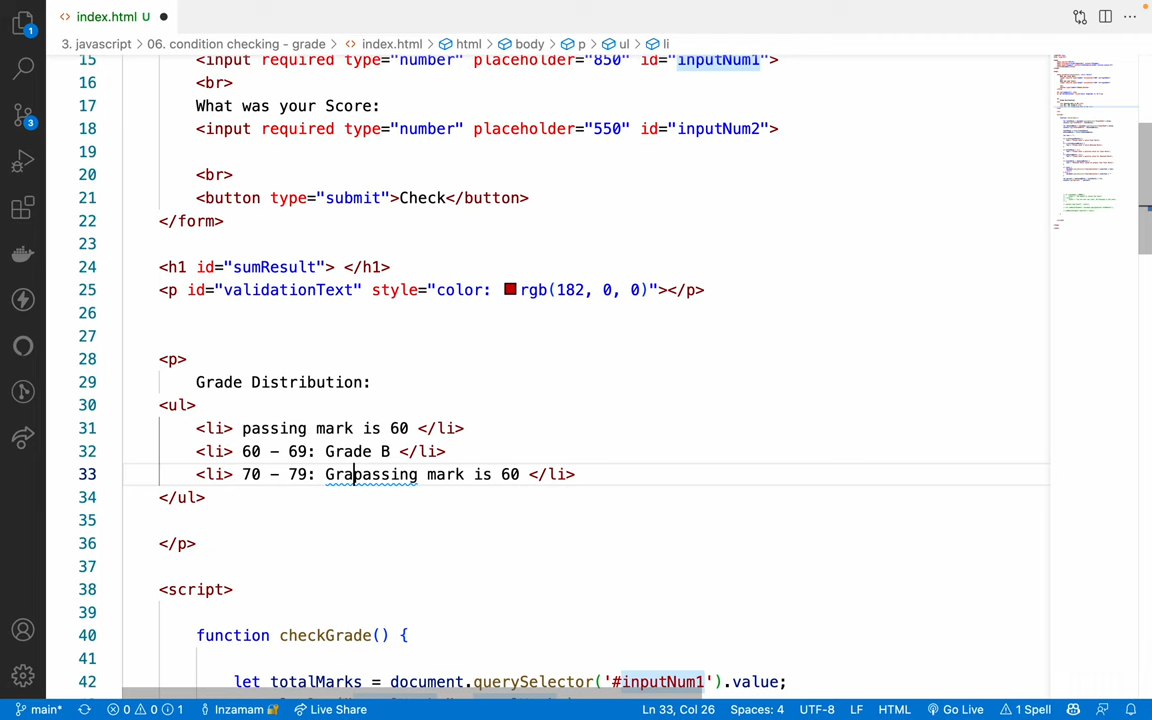 index.html U
3. javascript > 06. condition checking - grade > index.html > html > body > p > ul > li
15 <input required type="number" placeholder="850" id="inputNum1">
16 <br>
17 What was your Score:
18 <input required type="number" placeholder="550" id="inputNum2">
19
20 <br>
21 <button type="submit">Check</button>
22 </form>
23
24 <h1 id="sumResult"> </h1>
25 <p id="validationText" style="color: rgb(182, 0, 0)"></p>
26
27
28 <p>
29 Grade Distribution:
30 <ul>
31 <li> passing mark is 60 </li>
32 <li> 60 - 69: Grade B </li>
33 <li> 70 - 79: Grapassing mark is 60 </li>
34 </ul>
35
36 </p>
37
38 <script>
39
40 function checkGrade() {
41
42 let totalMarks = document.querySelector('#inputNum1').value;
1
3
main* 0 0 1 Inzamam Live Share Ln 33, Col 26 Spaces: 4 UTF-8 LF HTML Go Live 1 Spell